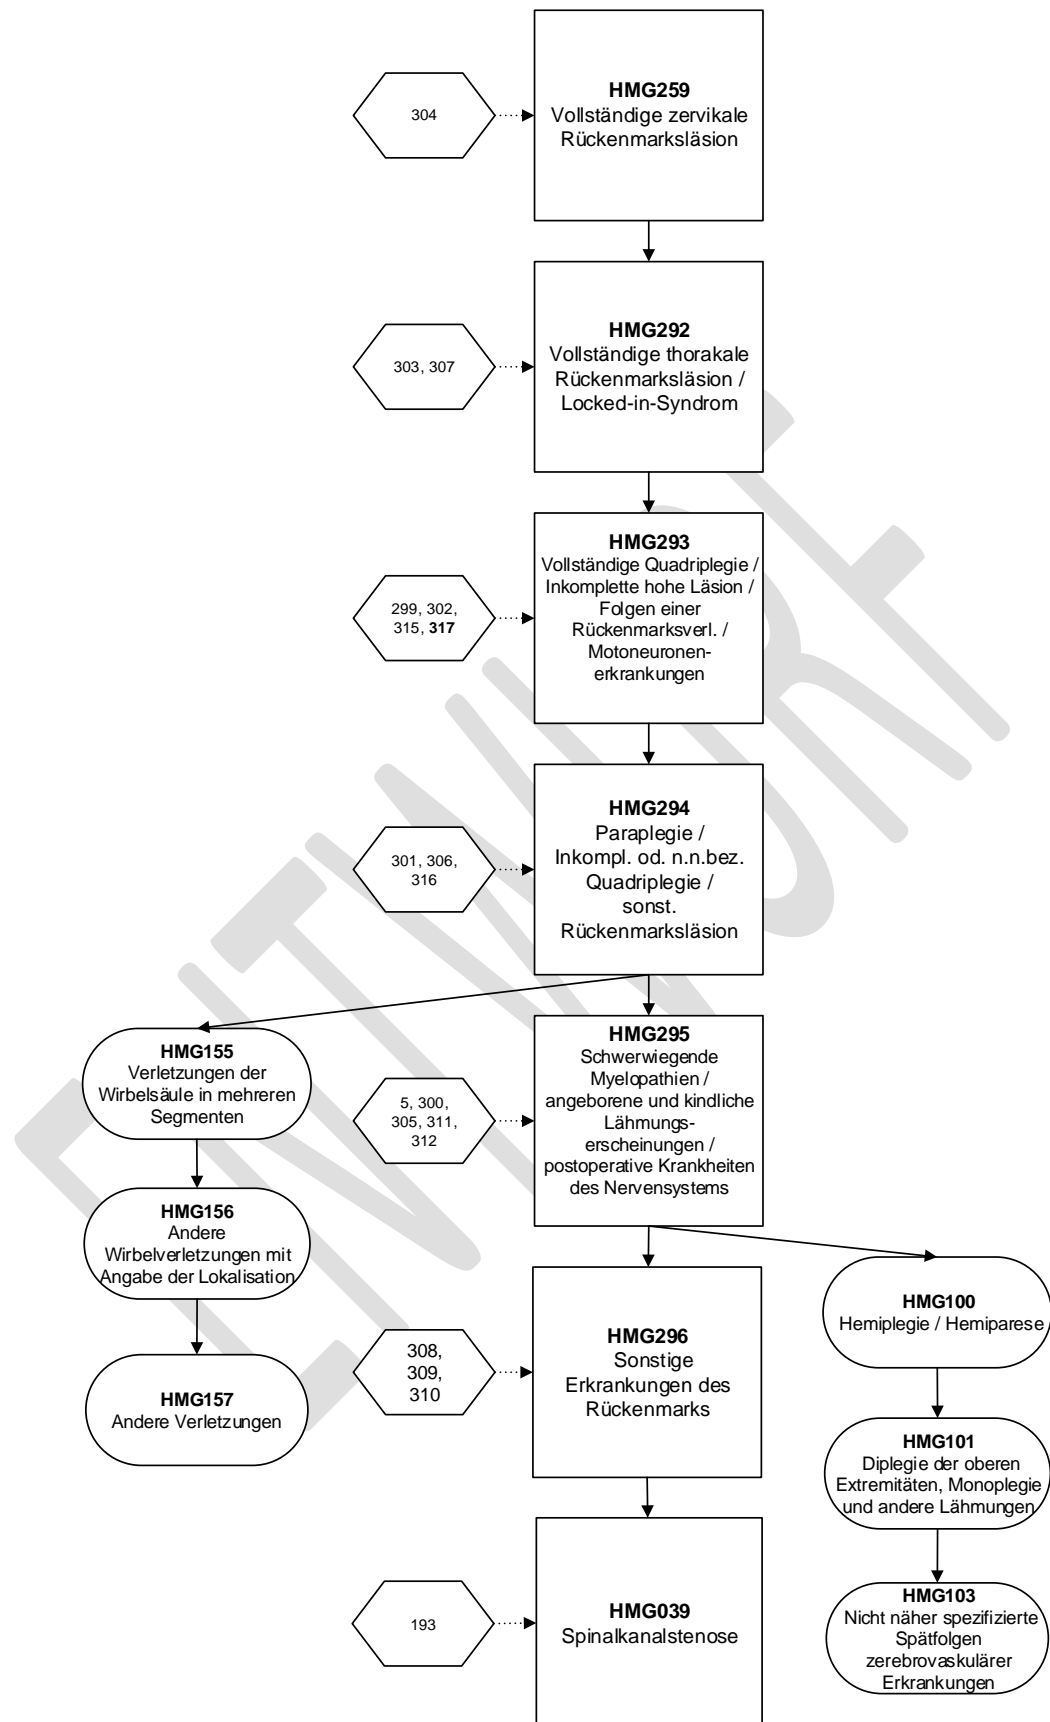 304
HMG259
Vollständige zervikale
Rückenmarksläsion
303, 307
HMG292
Vollständige thorakale
Rückenmarksläsion /
Locked-in-Syndrom
299, 302,
315, 317
HMG293
Vollständige Quadriplegie /
Inkomplette hohe Läsion /
Folgen einer
Rückenmarksverl. /
Motoneuronen-
erkrankungen
301, 306,
316
HMG294
Paraplegie /
Inkompl. od. n.n.bez.
Quadriplegie /
sonst.
Rückenmarksläsion
HMG155
Verletzungen der
Wirbelsäule in mehreren
Segmenten
5, 300,
305, 311,
312
HMG295
Schwerwiegende
Myelopathien /
angeborene und kindliche
Lähmungs-
erscheinungen /
postoperative Krankheiten
des Nervensystems
HMG156
Andere
Wirbelverletzungen mit
Angabe der Lokalisation
HMG157
Andere Verletzungen
308,
309,
310
HMG296
Sonstige
Erkrankungen des
Rückenmarks
HMG100
Hemiplegie / Hemiparese
HMG101
Diplegie der oberen
Extremitäten, Monoplegie
und andere Lähmungen
193
HMG039
Spinalkanalstenose
HMG103
Nicht näher spezifizierte
Spätfolgen
zerebrovaskulärer
Erkrankungen
ENTWURF